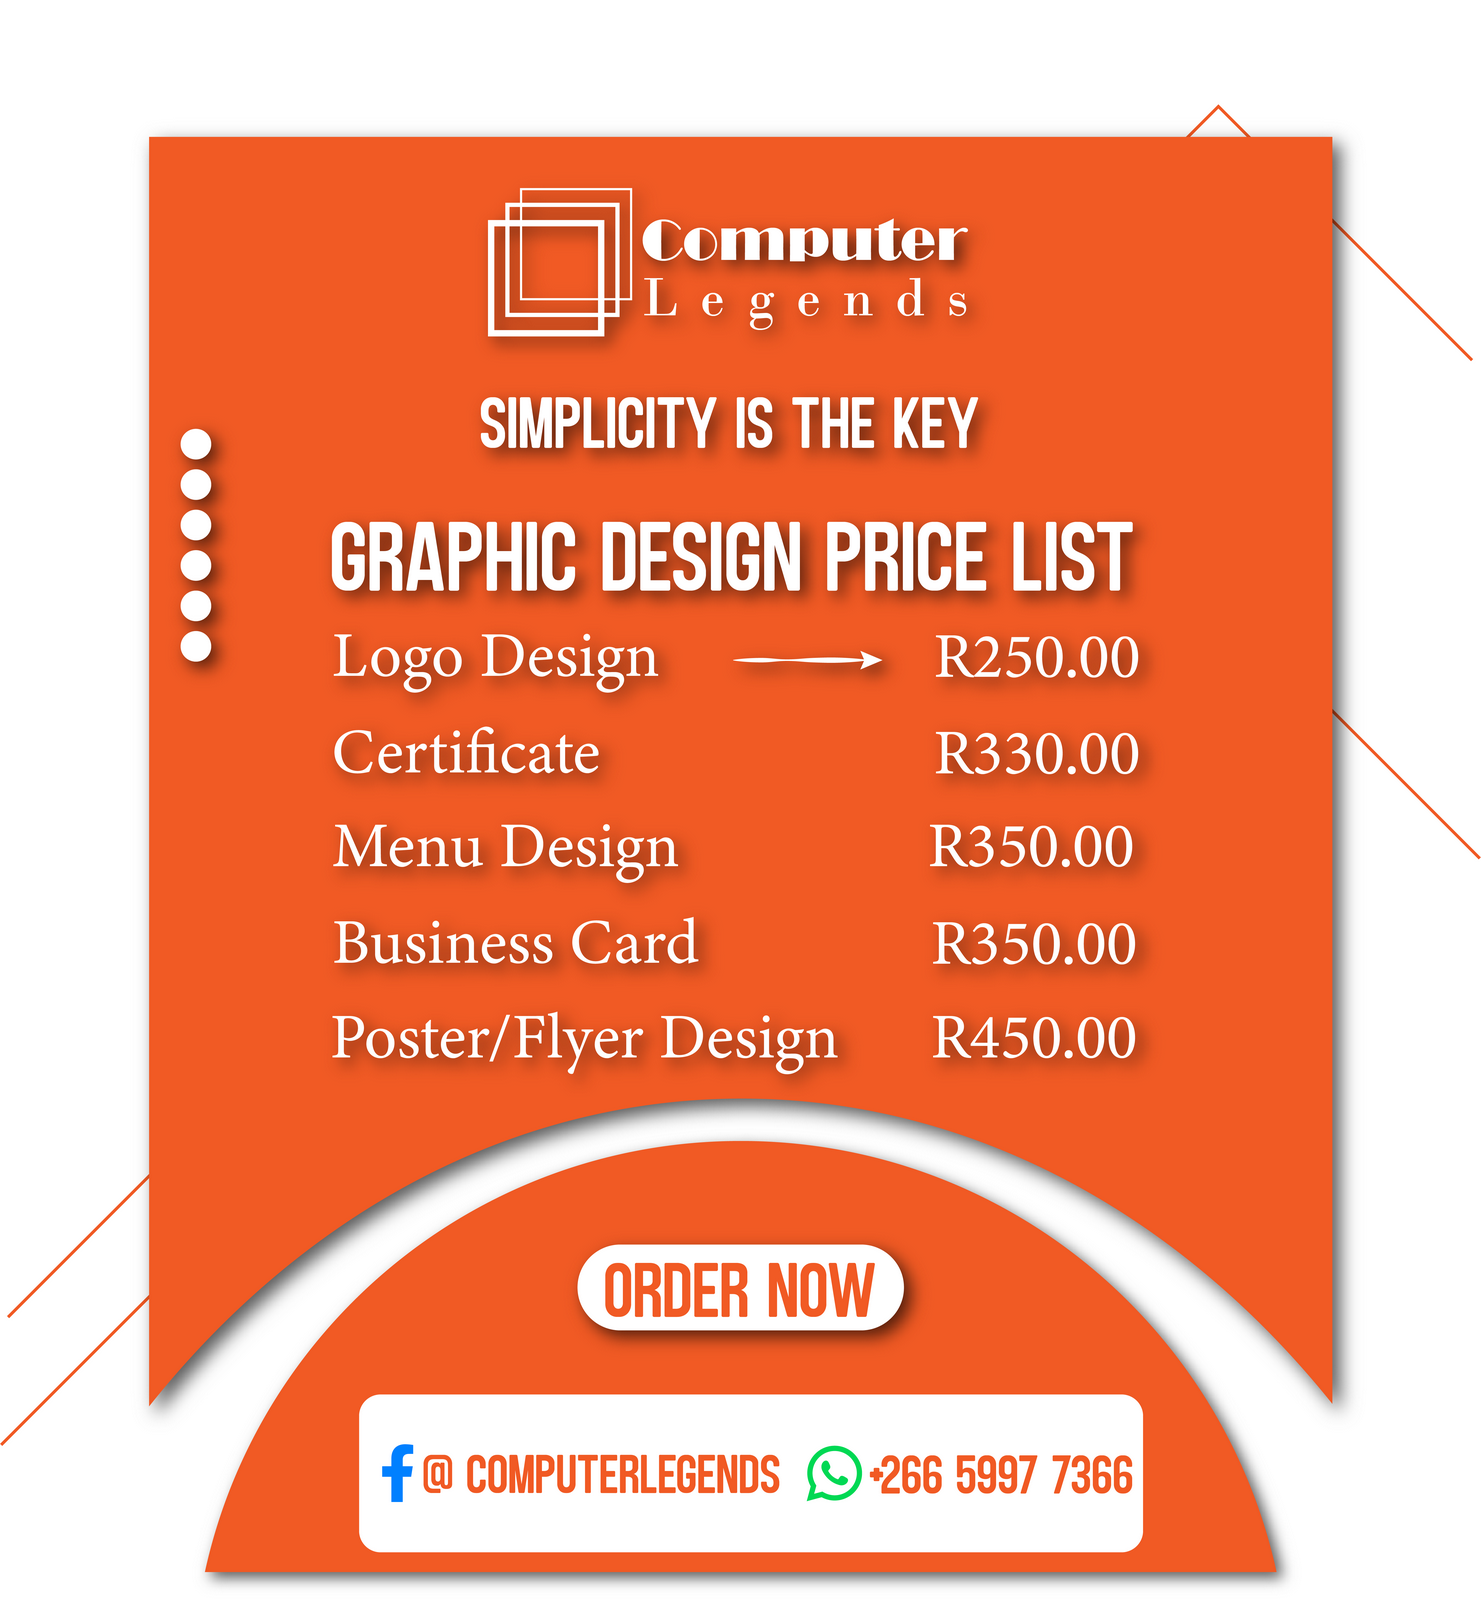 Computer
Legends
SIMPLICITY IS THE KEY
GRAPHIC DESIGN PRICE LIST
Logo Design R250.00
Certificate R330.00
Menu Design R350.00
Business Card R350.00
Poster/Flyer Design R450.00
ORDER NOW
@ COMPUTERLEGENDS +266 5997 7366